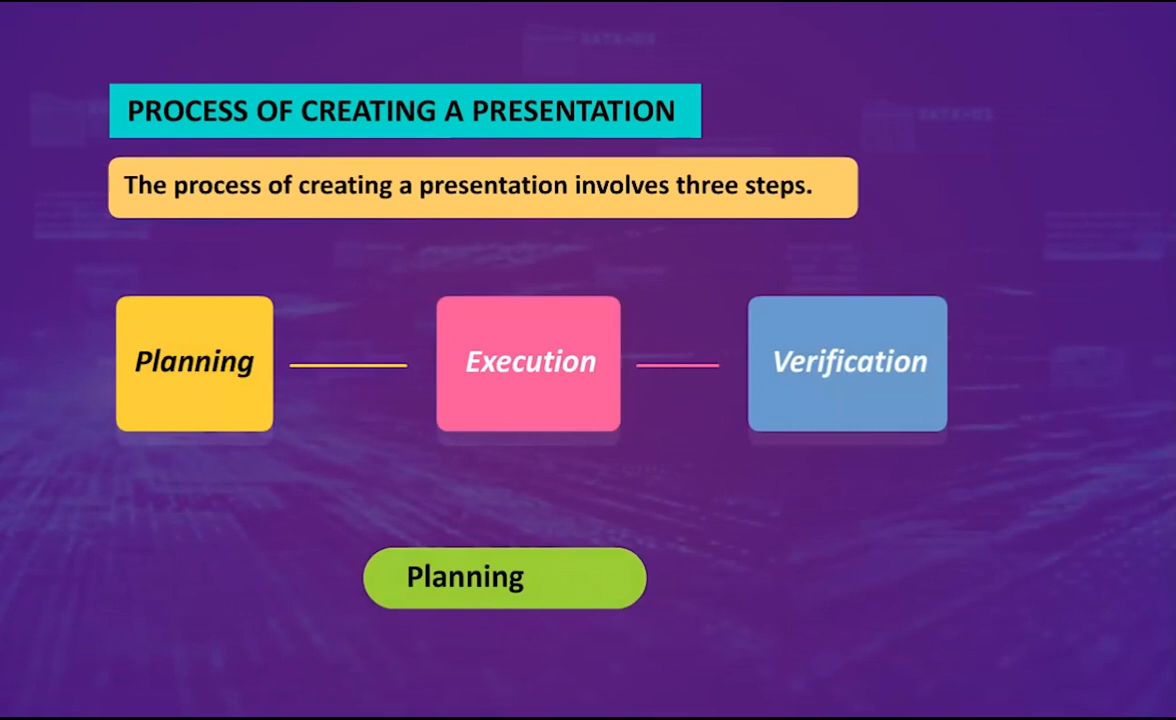 PROCESS OF CREATING A PRESENTATION
The process of creating a presentation involves three steps.
Planning
Execution
Verification
Planning